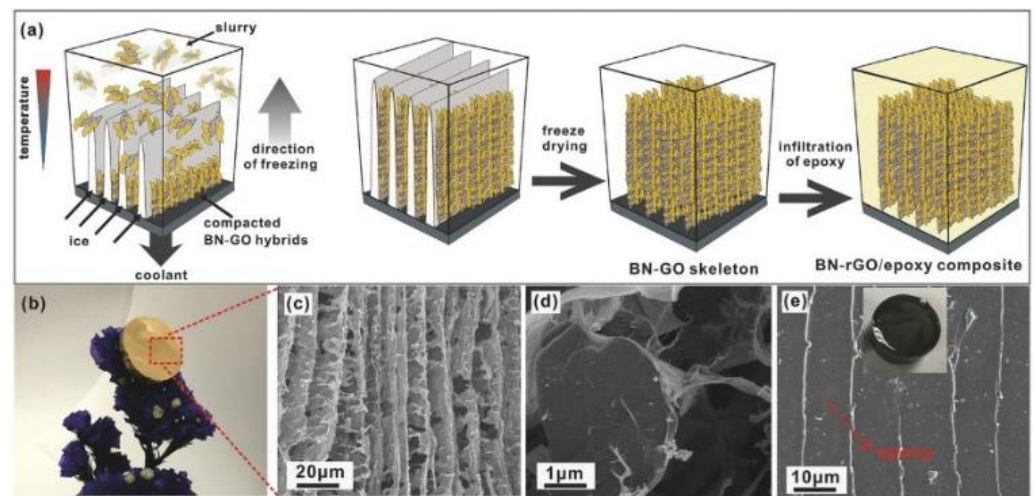 (a)
slurry
temperature
direction
of freezing
compacted
BN-GO hybrids
ice
coolant
freeze
drying
BN-GO skeleton
infiltration
of epoxy
BN-rGO/epoxy composite
(b)
(c)
20μm
(d)
1μm
(e)
epoxy
10μm